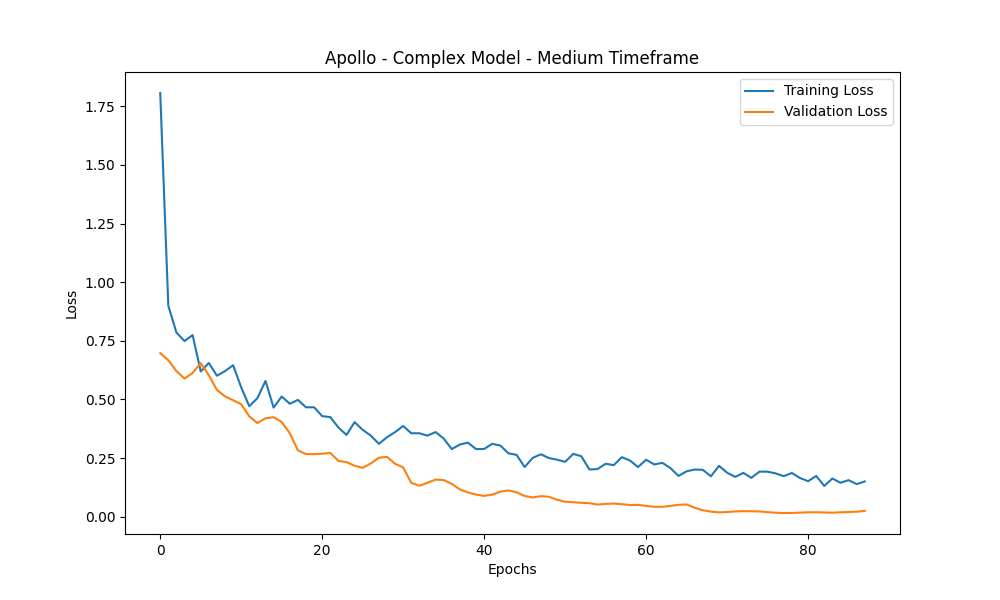 Apollo - Complex Model - Medium Timeframe
Training Loss
Validation Loss
Loss
1.75
1.50
1.25
1.00
0.75
0.50
0.25
0.00
0 20 40 60 80
Epochs